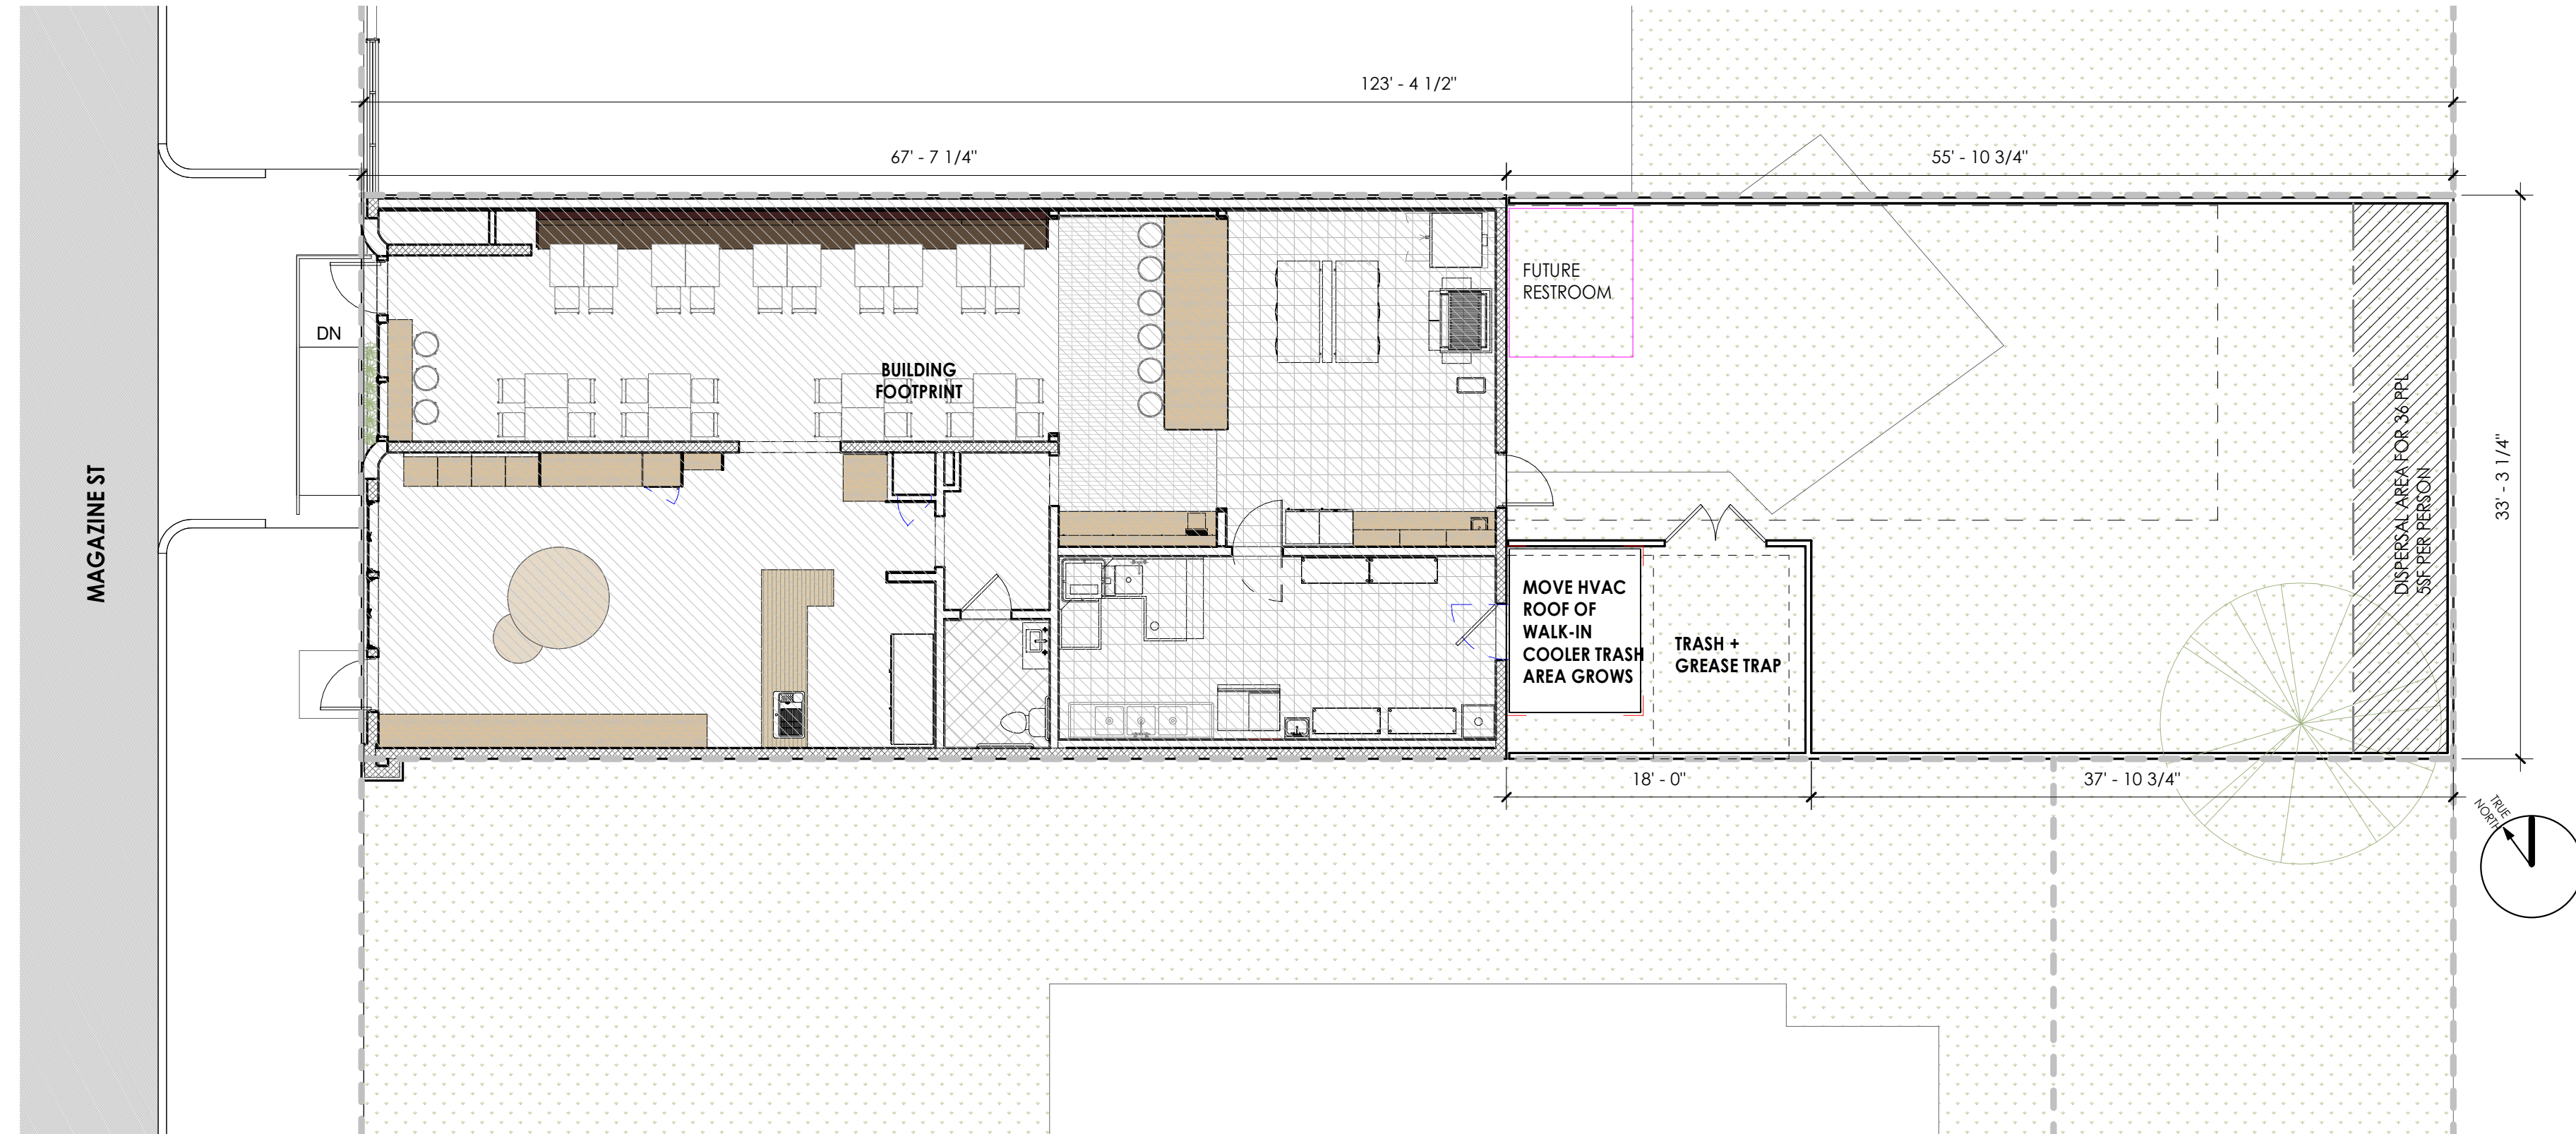 123' - 4 1/2"
67' - 7 1/4"
55' - 10 3/4"
FUTURE
RESTROOM
DN
BUILDING
FOOTPRINT
MAGAZINE ST
DISPERSAL AREA FOR 36 PPL
5SF PER PERSON
33' - 3 1/4"
MOVE HVAC
ROOF OF
WALK-IN
COOLER TRASH
AREA GROWS
TRASH +
GREASE TRAP
18' - 0"
37' - 10 3/4"
TRUE
NORTH